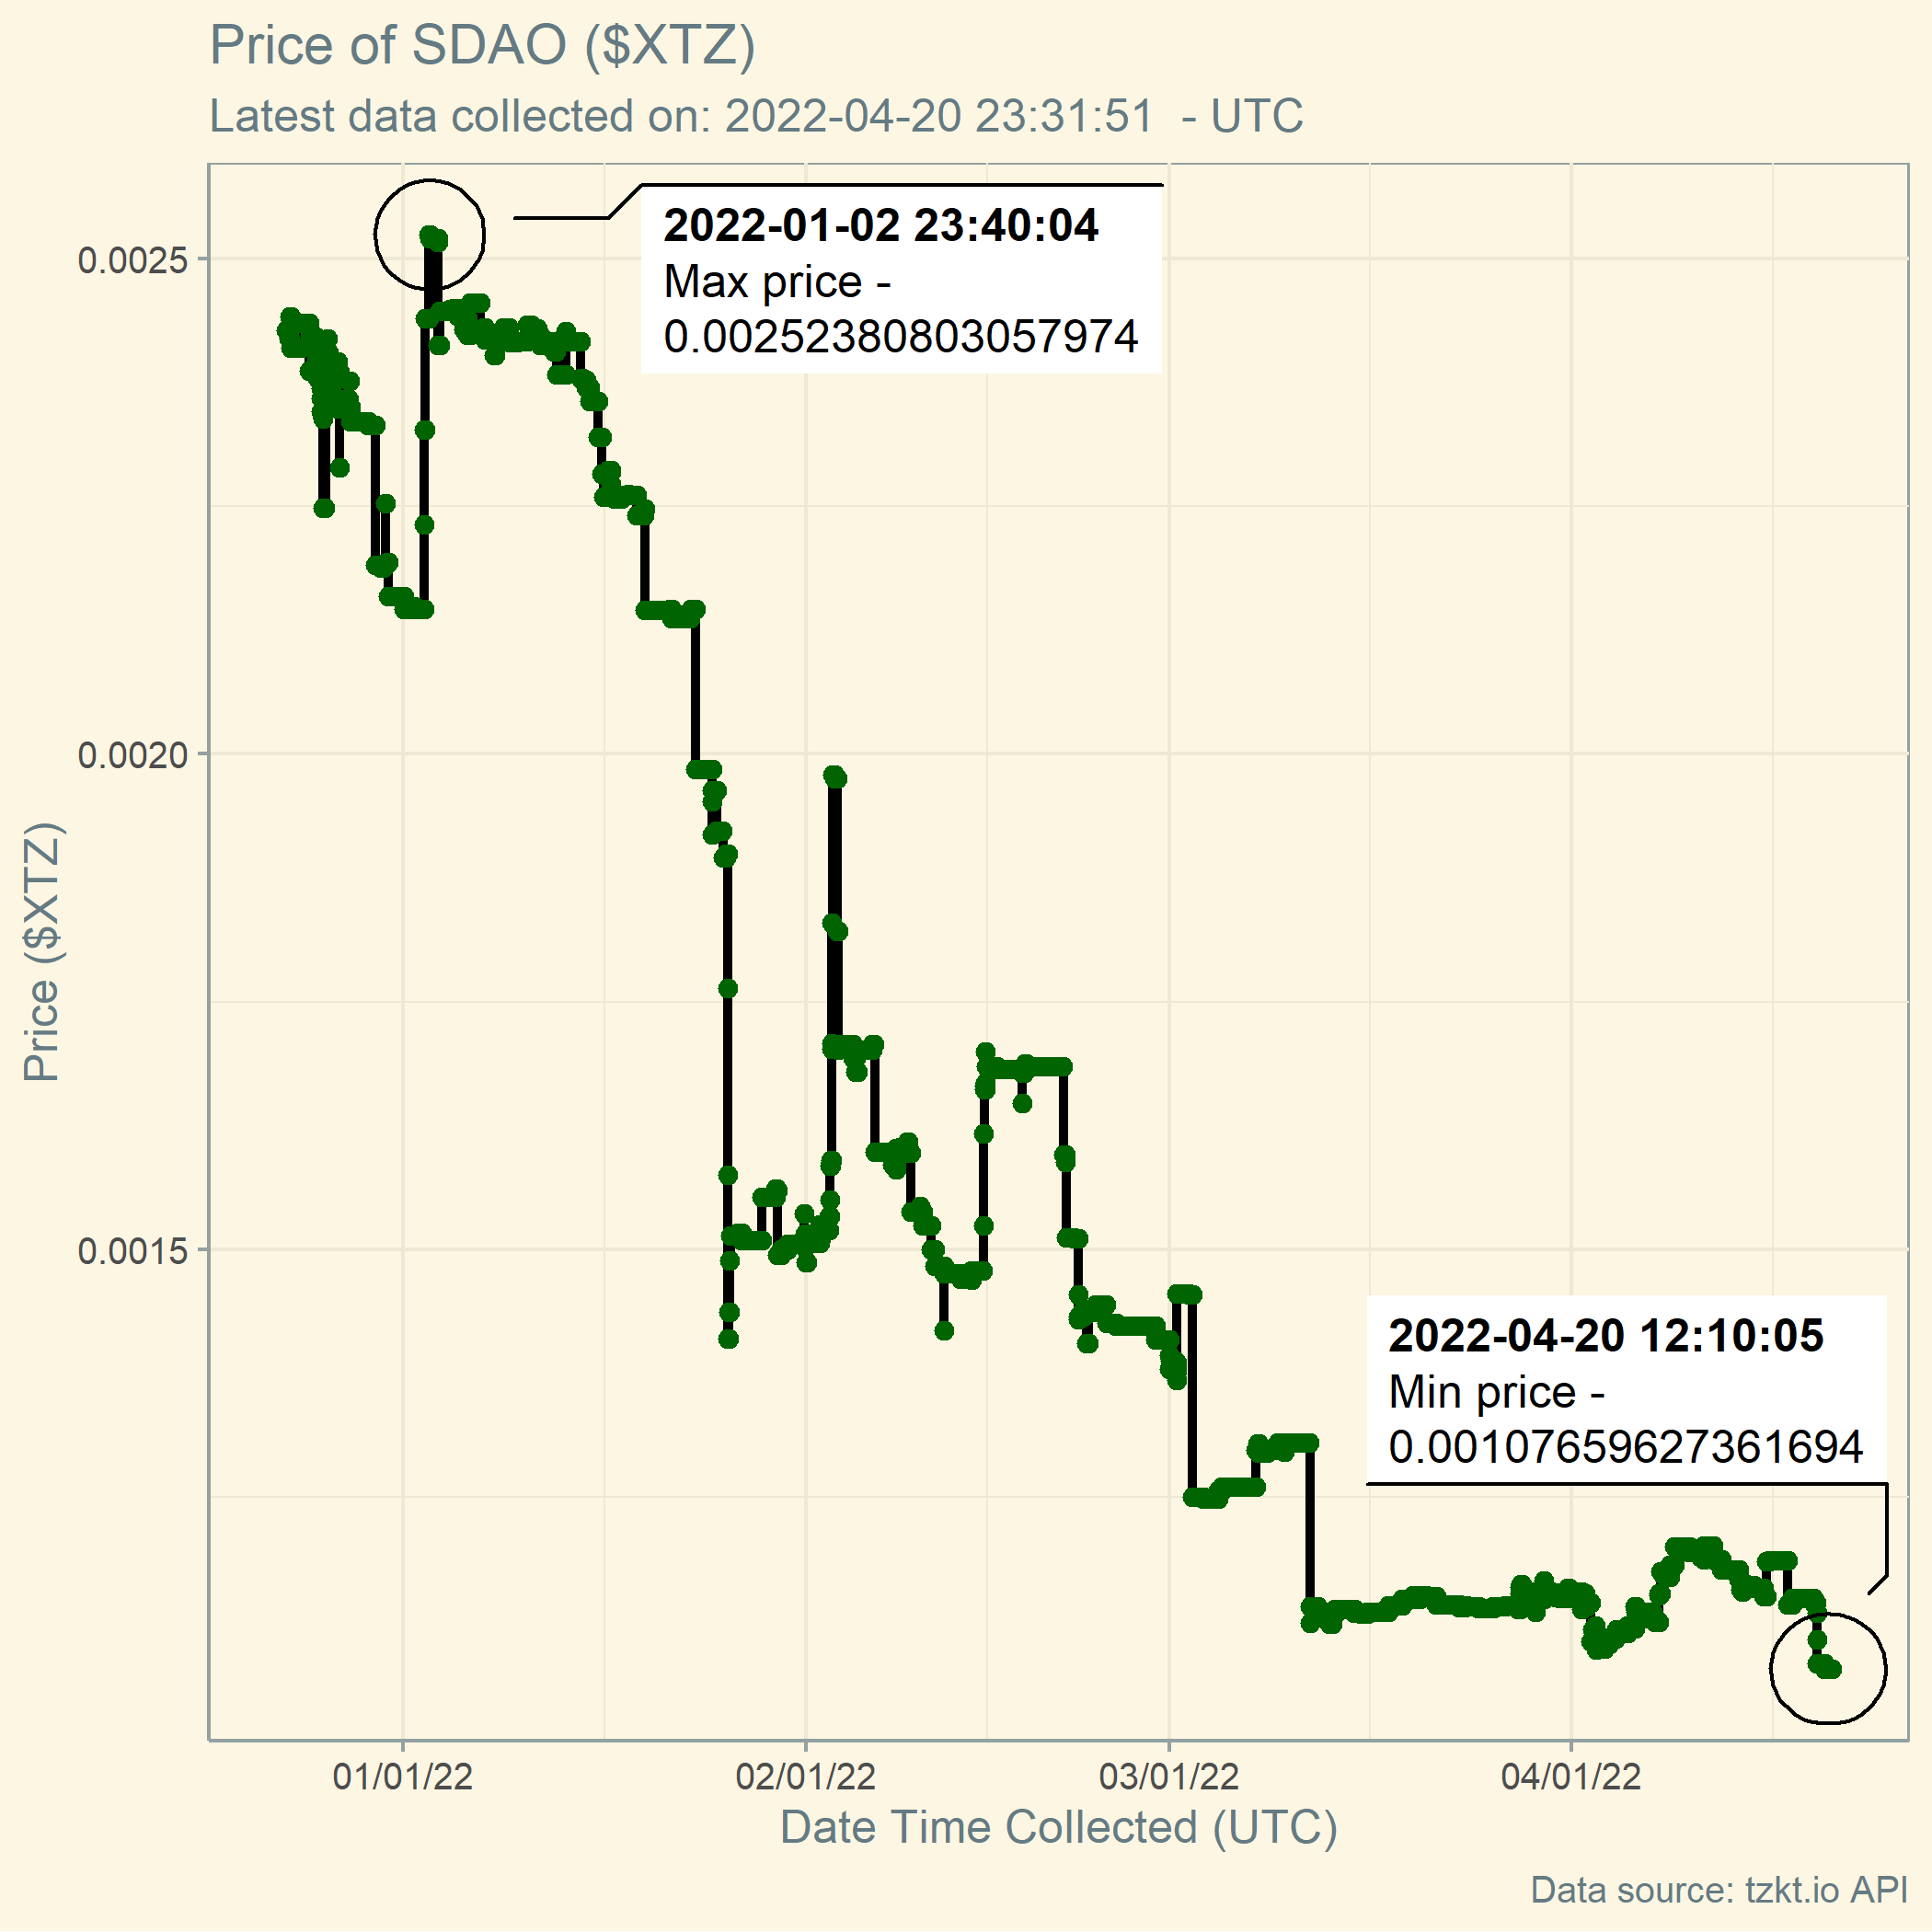 Price of SDAO ($XTZ)
Latest data collected on: 2022-04-20 23:31:51  - UTC
2022-01-02 23:40:04
Max price -
0.00252380803057974
0.0025
0.0020
0.0015
Price ($XTZ)
2022-04-20 12:10:05
Min price -
0.00107659627361694
01/01/22
02/01/22
03/01/22
04/01/22
Date Time Collected (UTC)
Data source: tzkt.io API